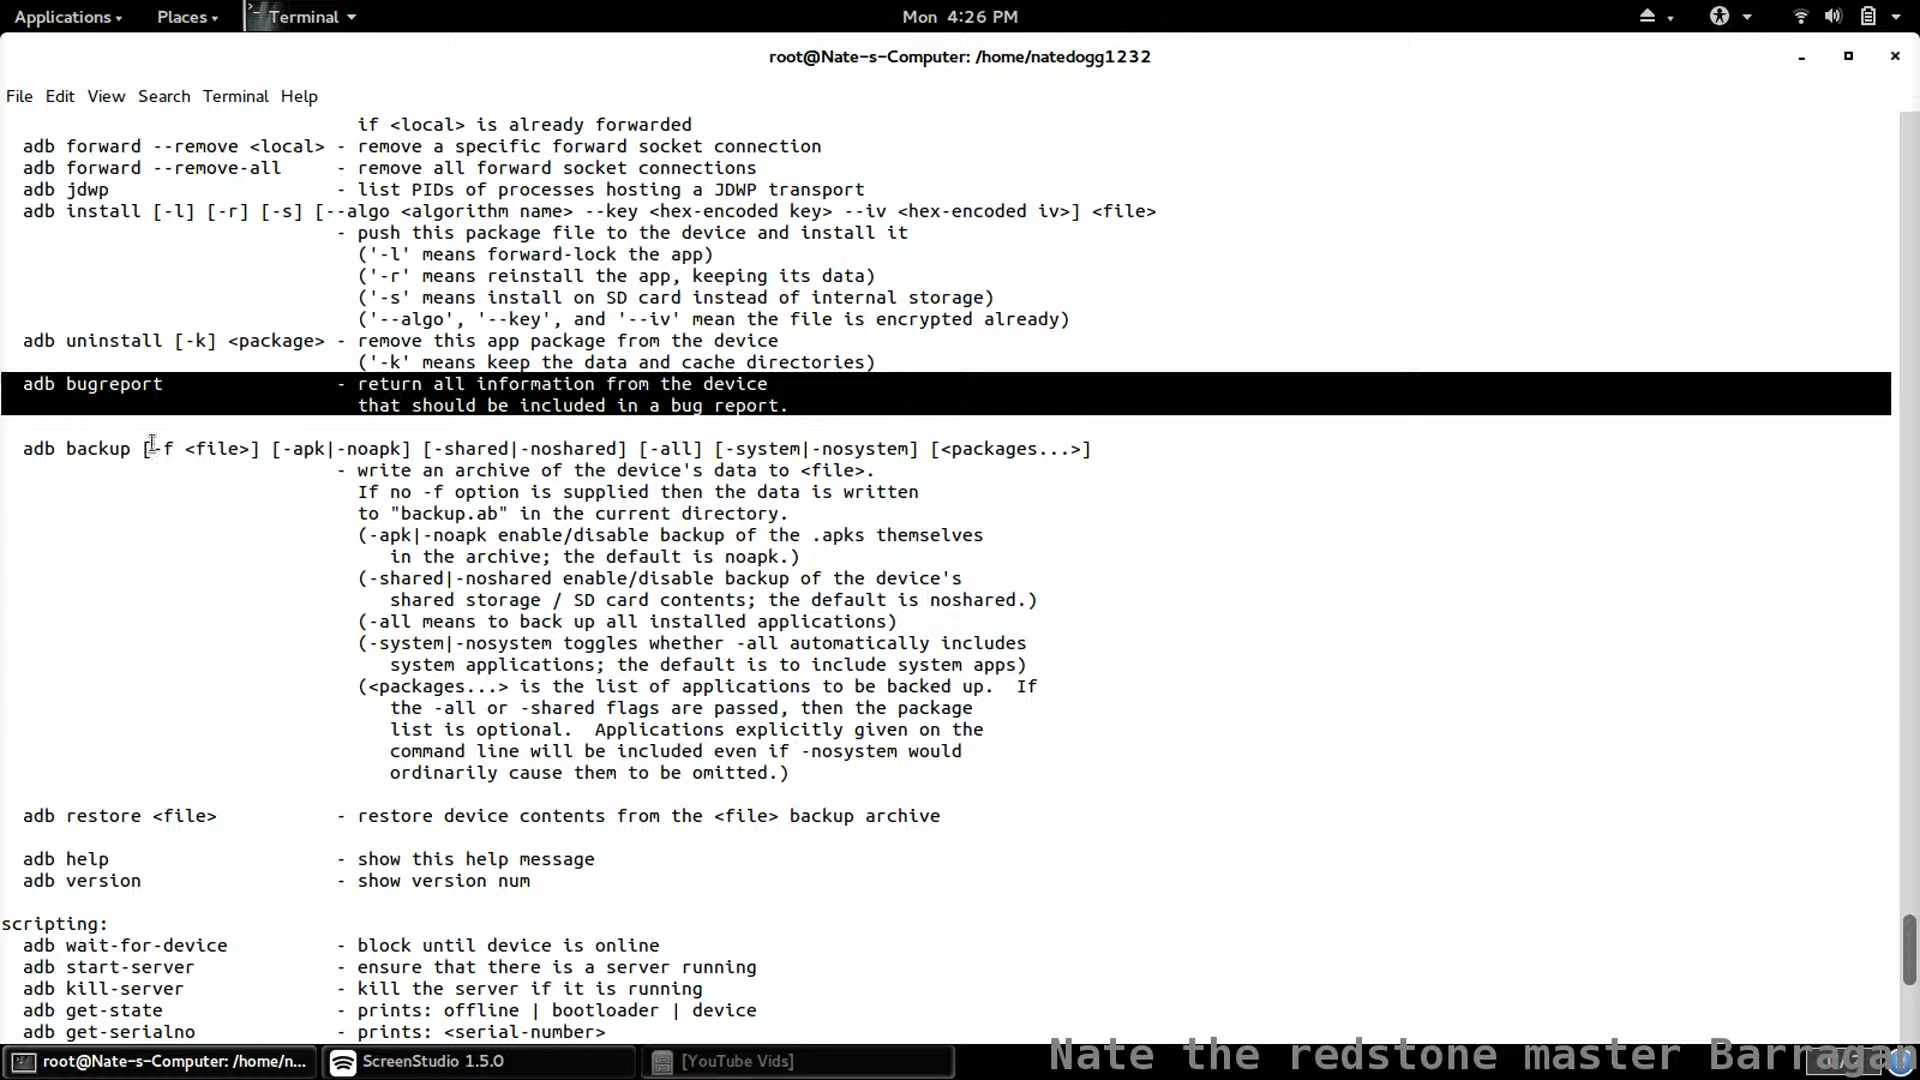 Applications Places Terminal Mon 4:26 PM
root@Nate-s-Computer: /home/natedogg1232
File Edit View Search Terminal Help
if <local> is already forwarded
adb forward --remove <local> - remove a specific forward socket connection
adb forward --remove-all - remove all forward socket connections
adb jdwp - list PIDs of processes hosting a JDWP transport
adb install [-l] [-r] [-s] [--algo <algorithm name> --key <hex-encoded key> --iv <hex-encoded iv>] <file>
- push this package file to the device and install it
('-l' means forward-lock the app)
('-r' means reinstall the app, keeping its data)
('-s' means install on SD card instead of internal storage)
('--algo', '--key', and '--iv' mean the file is encrypted already)
adb uninstall [-k] <package> - remove this app package from the device
('-k' means keep the data and cache directories)
adb bugreport - return all information from the device
that should be included in a bug report.
adb backup [-f <file>] [-apk|-noapk] [-shared|-noshared] [-all] [-system|-nosystem] [<packages...>]
- write an archive of the device's data to <file>.
If no -f option is supplied then the data is written
to "backup.ab" in the current directory.
(-apk|-noapk enable/disable backup of the .apks themselves
in the archive; the default is noapk.)
(-shared|-noshared enable/disable backup of the device's
shared storage / SD card contents; the default is noshared.)
(-all means to back up all installed applications)
(-system|-nosystem toggles whether -all automatically includes
system applications; the default is to include system apps)
(<packages...> is the list of applications to be backed up. If
the -all or -shared flags are passed, then the package
list is optional. Applications explicitly given on the
command line will be included even if -nosystem would
ordinarily cause them to be omitted.)
adb restore <file> - restore device contents from the <file> backup archive
adb help - show this help message
adb version - show version num
scripting:
adb wait-for-device - block until device is online
adb start-server - ensure that there is a server running
adb kill-server - kill the server if it is running
adb get-state - prints: offline | bootloader | device
adb get-serialno - prints: <serial-number>
root@Nate-s-Computer: /home/n... ScreenStudio 1.5.0 [YouTube Vids] Nate the redstone master Barragan